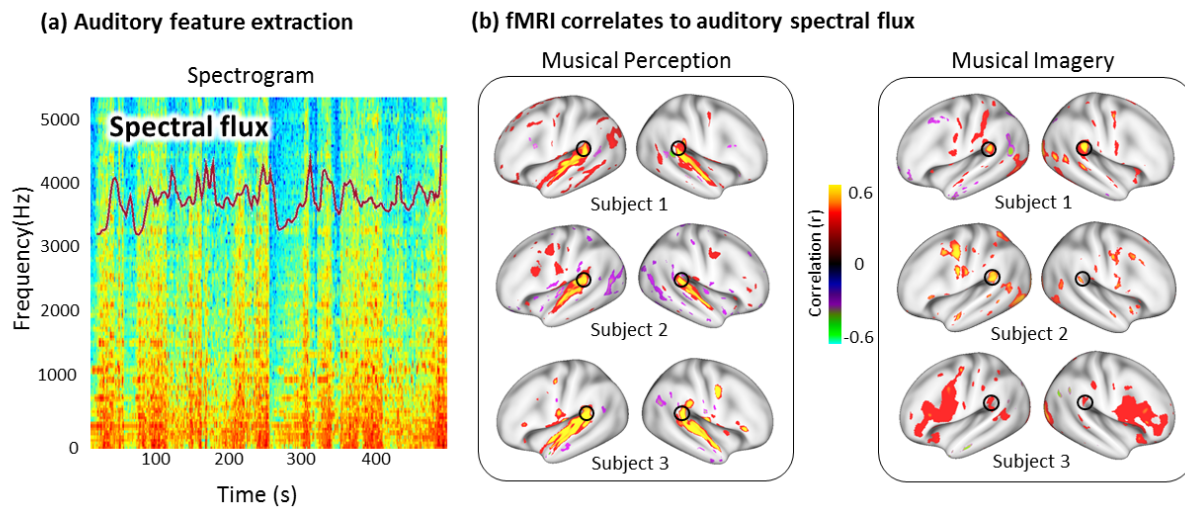 (a) Auditory feature extraction
Spectrogram
Spectral flux
Frequency(Hz)
5000
4000
3000
2000
1000
0
100
200
300
400
Time (s)
(b) fMRI correlates to auditory spectral flux
Musical Perception
Subject 1
Subject 2
Subject 3
Correlation (r)
0.6
0
-0.6
Musical Imagery
Subject 1
Subject 2
Subject 3